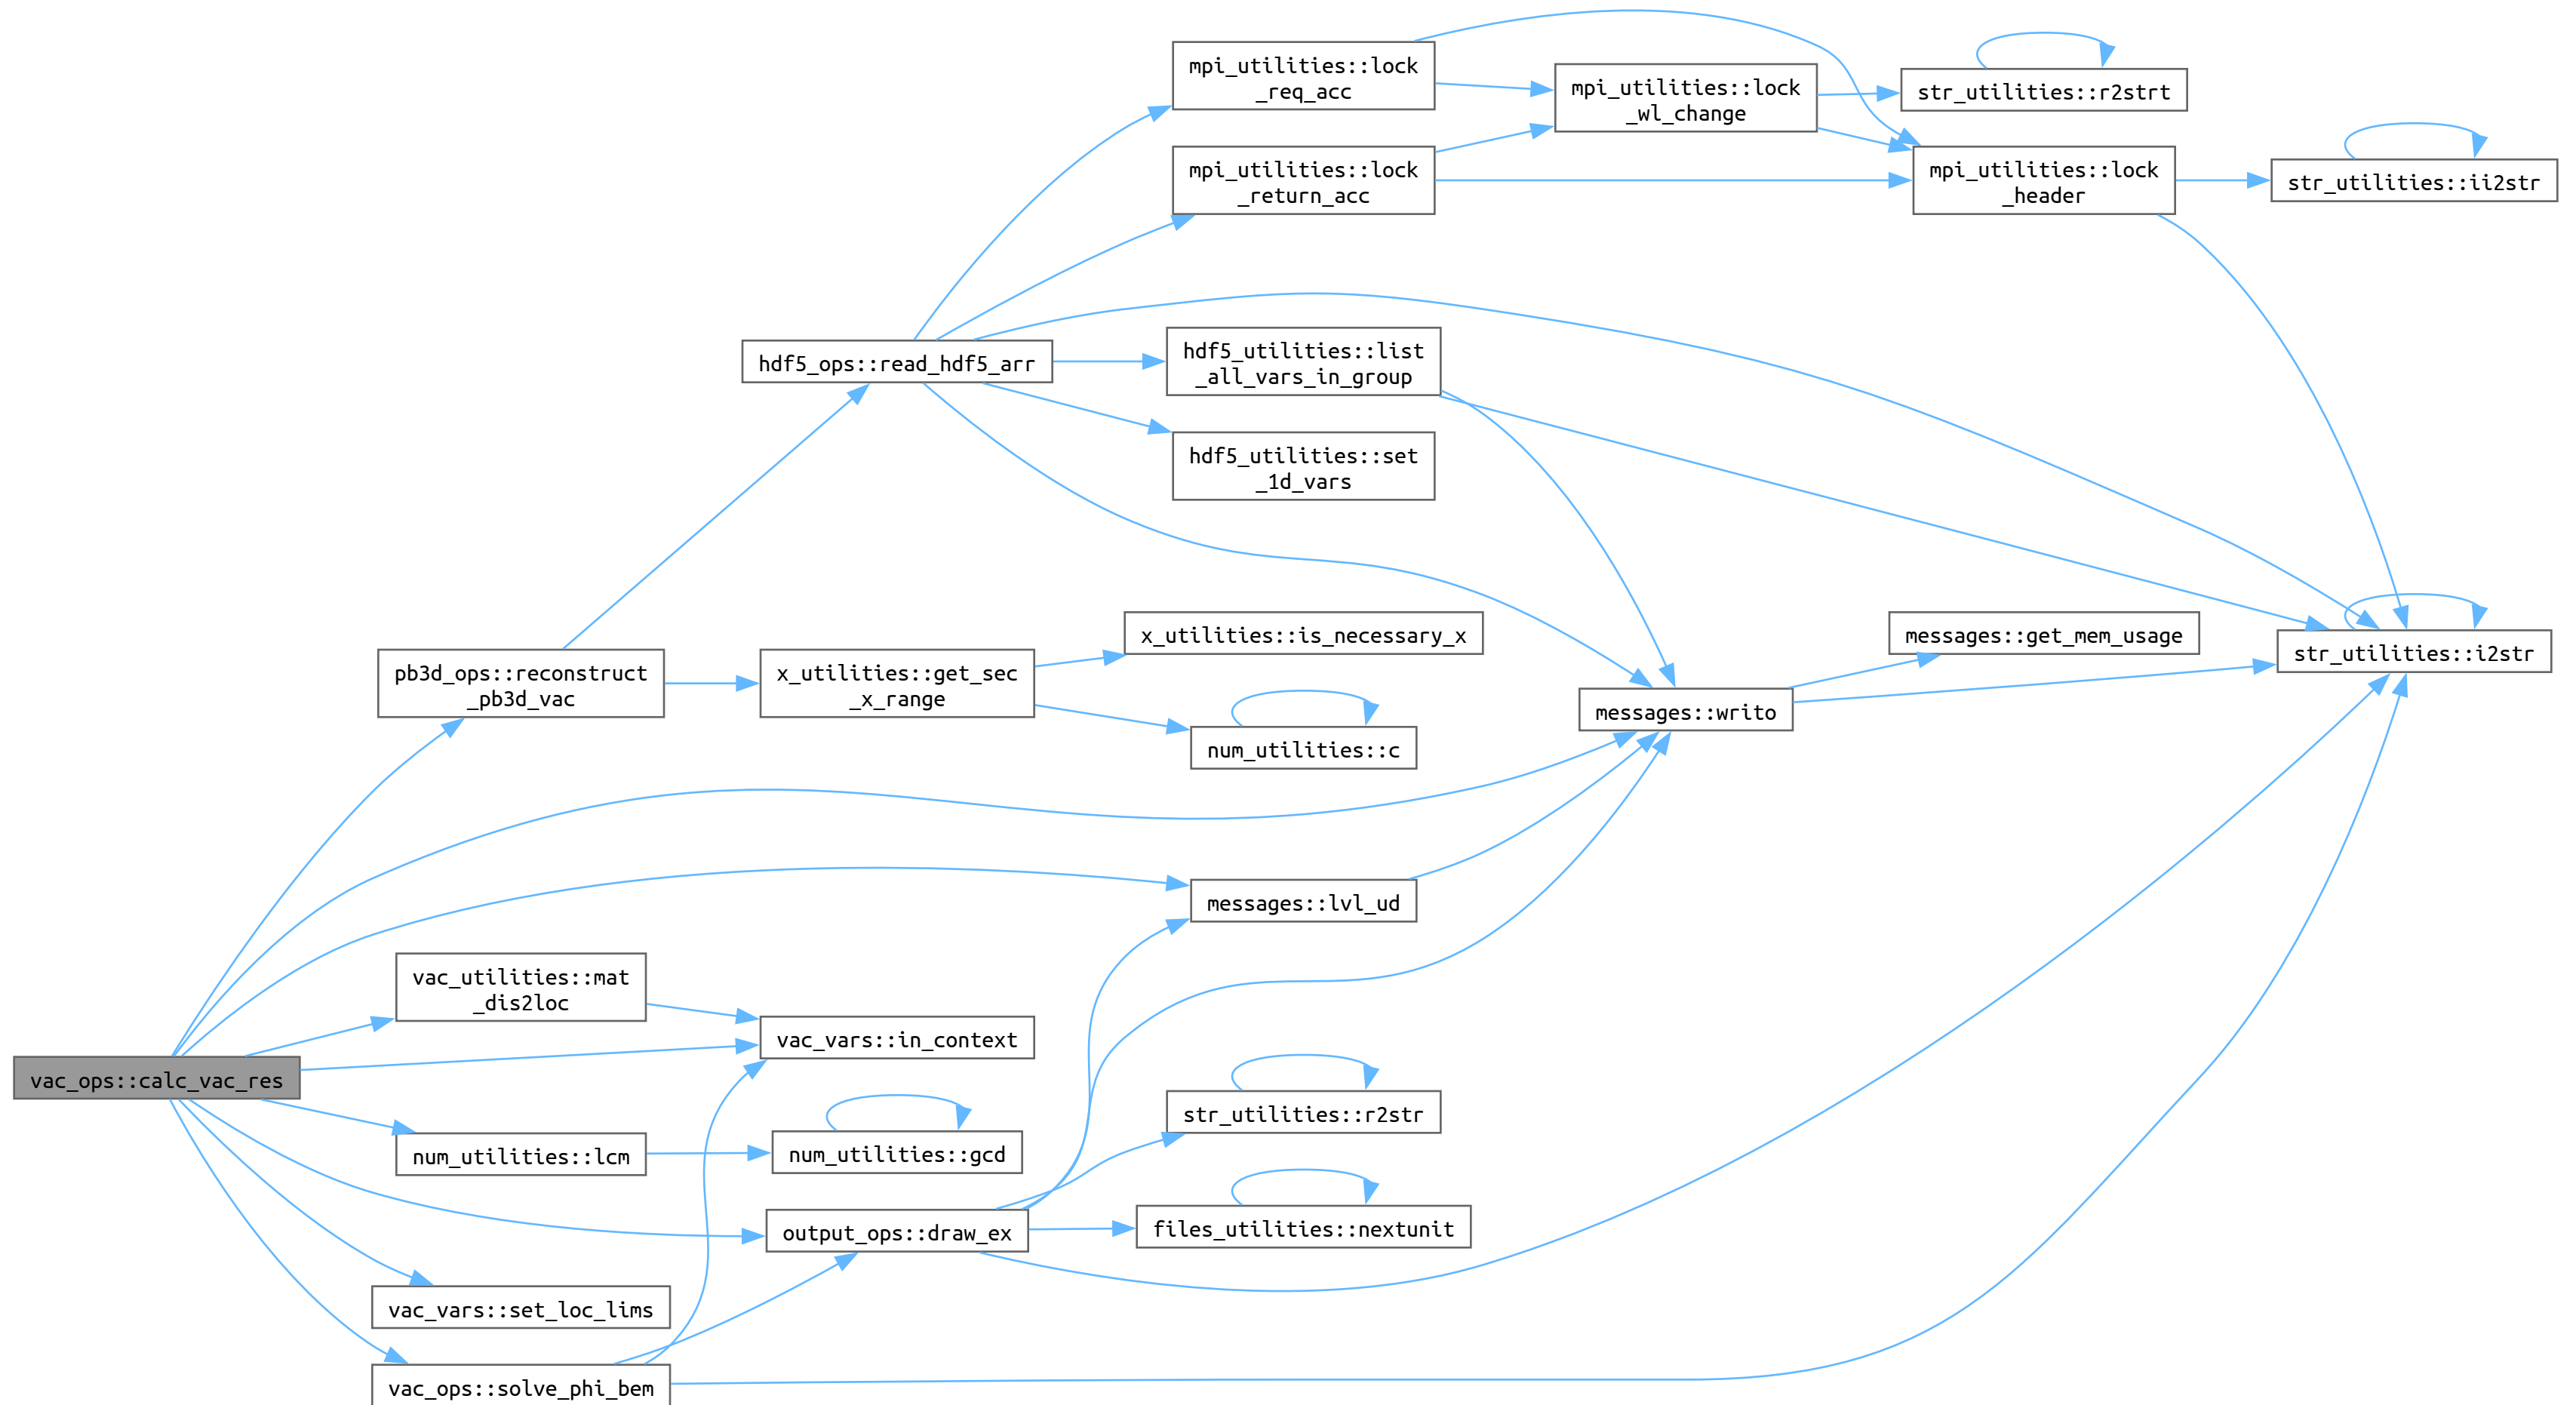 mpi_utilities::lock
_req_acc
mpi_utilities::lock
_wl_change
str_utilities::r2strt
mpi_utilities::lock
_return_acc
mpi_utilities::lock
_header
str_utilities::ii2str
hdf5_ops::read_hdf5_arr
hdf5_utilities::list
_all_vars_in_group
hdf5_utilities::set
_1d_vars
x_utilities::is_necessary_x
messages::get_mem_usage
str_utilities::i2str
pb3d_ops::reconstruct
_pb3d_vac
x_utilities::get_sec
_x_range
messages::writo
num_utilities::c
messages::lvl_ud
vac_utilities::mat
_dis2loc
vac_vars::in_context
vac_ops::calc_vac_res
str_utilities::r2str
num_utilities::lcm
num_utilities::gcd
output_ops::draw_ex
files_utilities::nextunit
vac_vars::set_loc_lims
vac_ops::solve_phi_bem